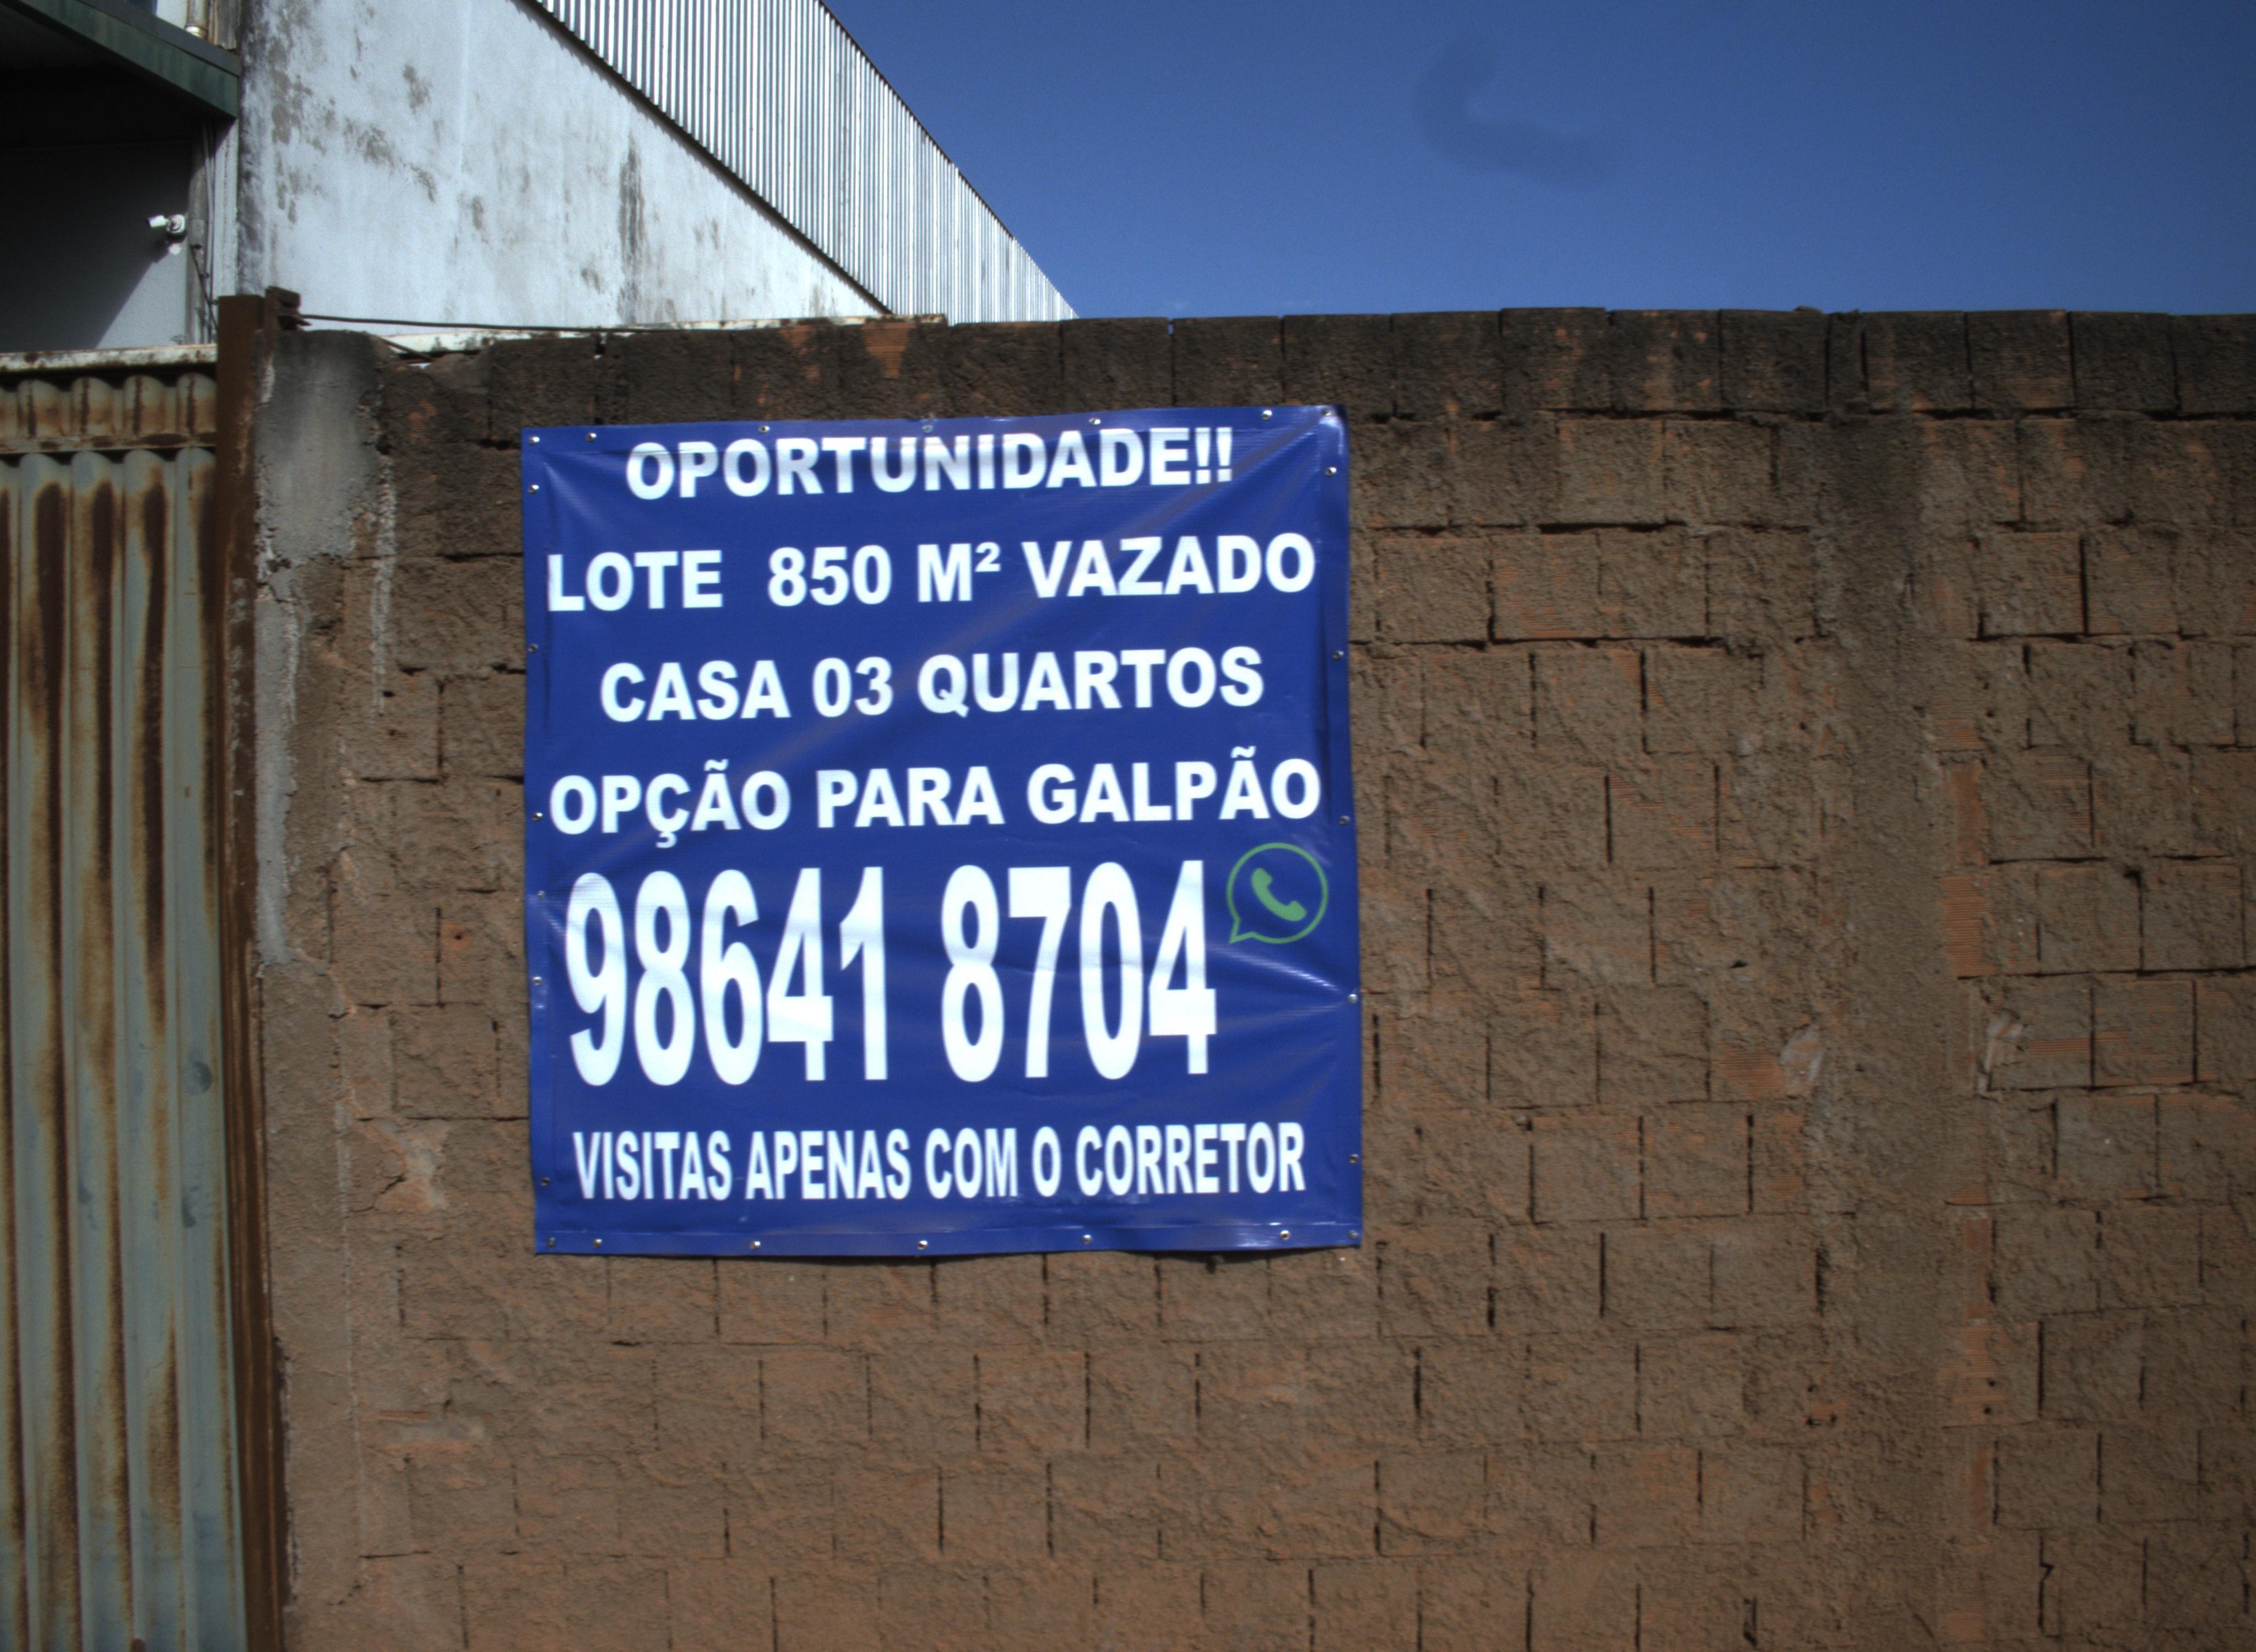 OPORTUNIDADE!!
LOTE 850 M² VAZADO
CASA 03 QUARTOS
OPÇÃO PARA GALPÃO
98641 8704
VISITAS APENAS COM O CORRETOR